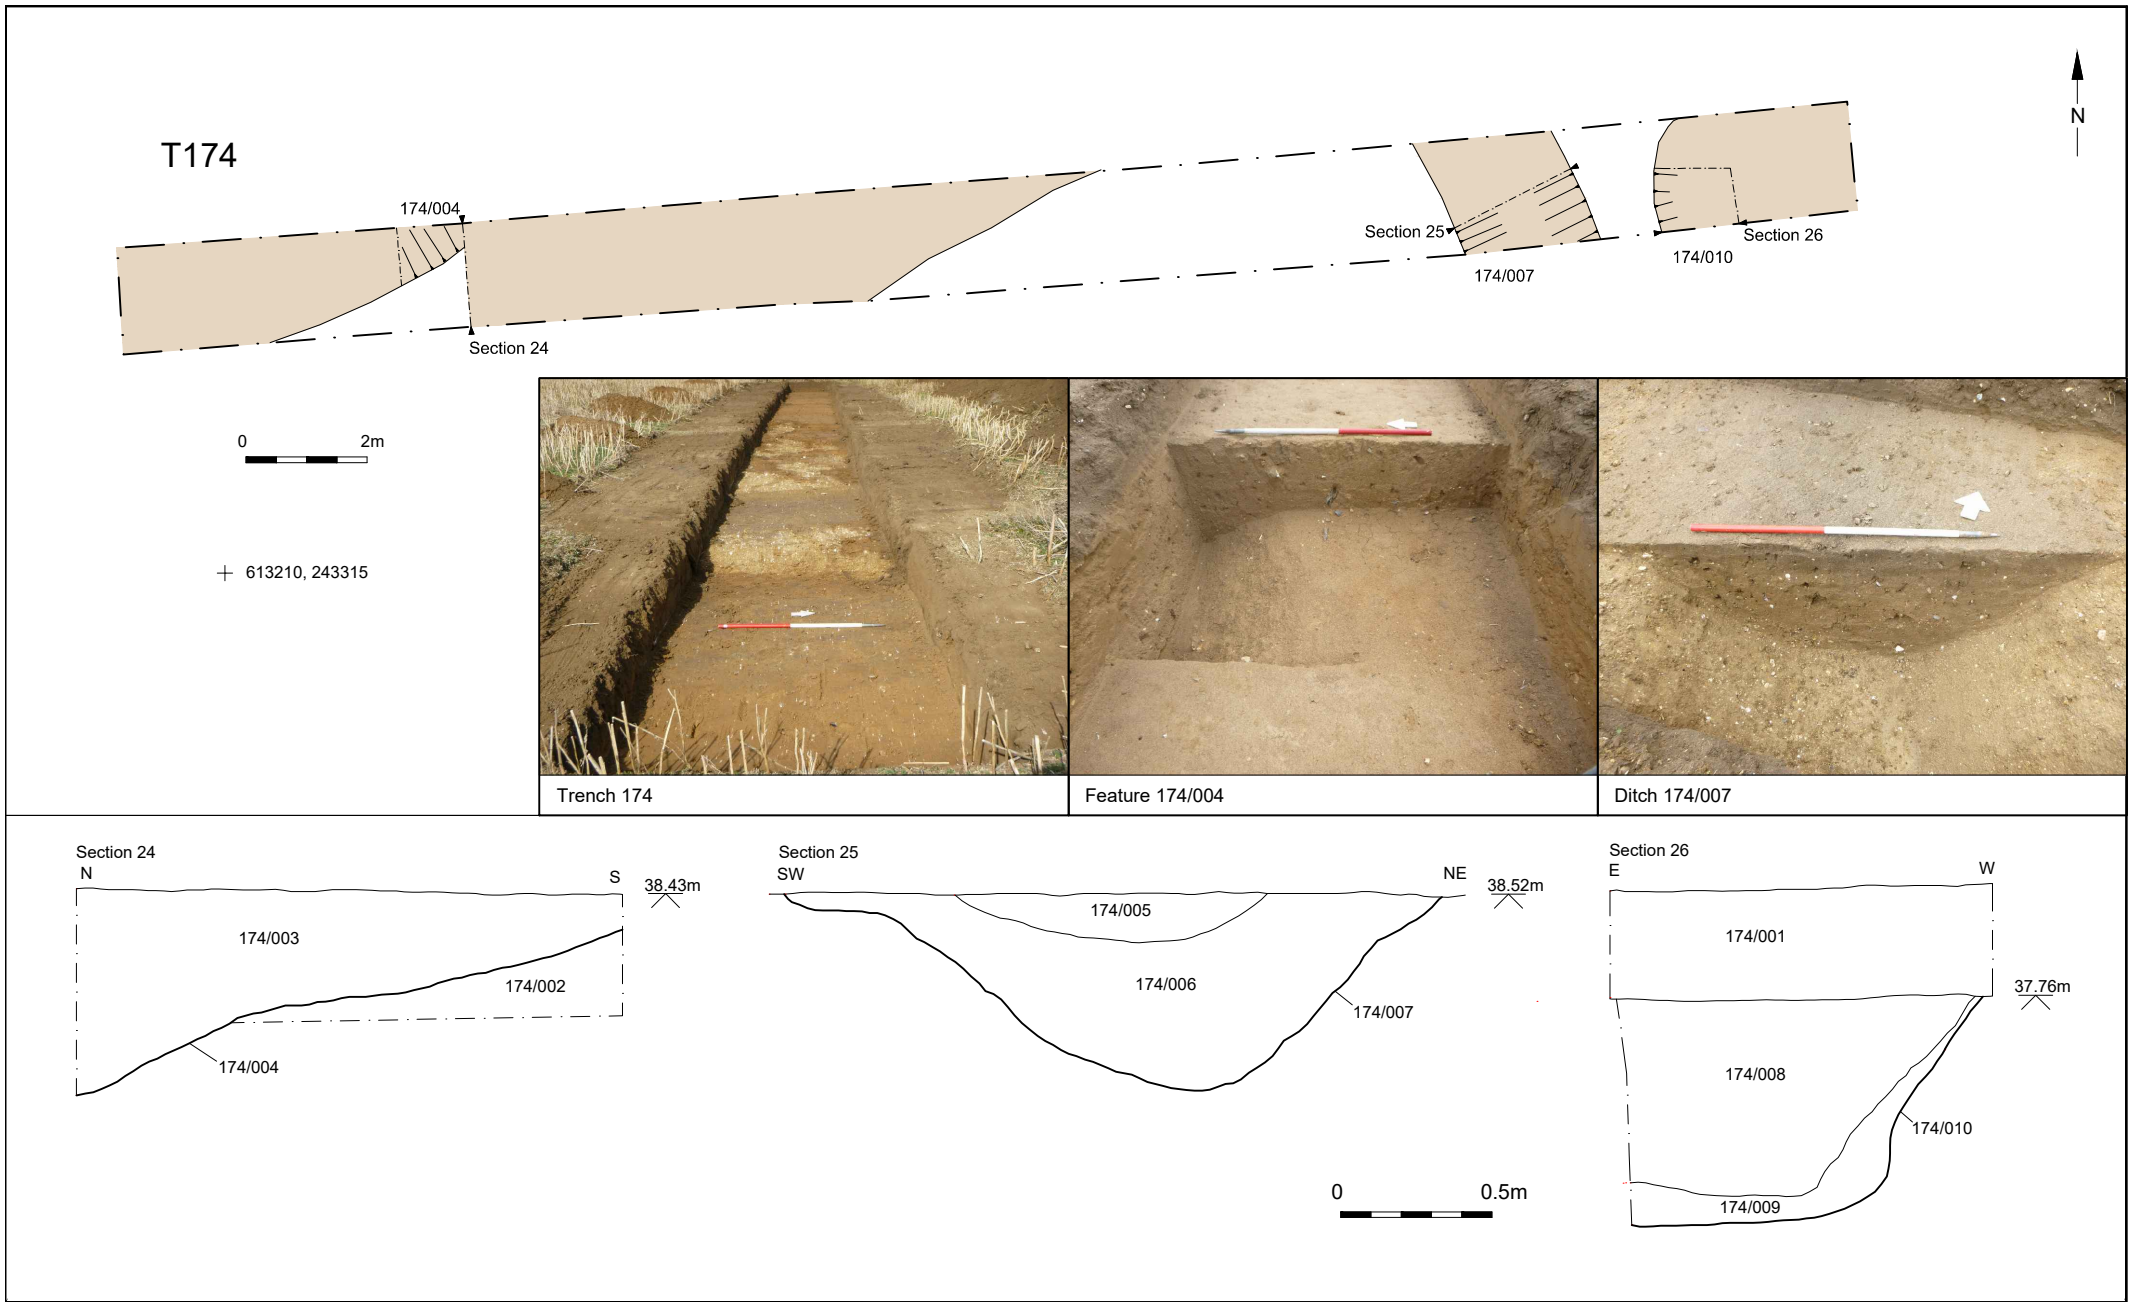 T174
N
174/004
Section 24
Section 25
174/007
Section 26
174/010
0 2m
613210, 243315
Trench 174
Feature 174/004
Ditch 174/007
Section 24
N S
38.43m
174/003
174/002
174/004
Section 25
SW NE
38.52m
174/005
174/006
174/007
0 0.5m
Section 26
E W
174/001
37.76m
174/008
174/010
174/009